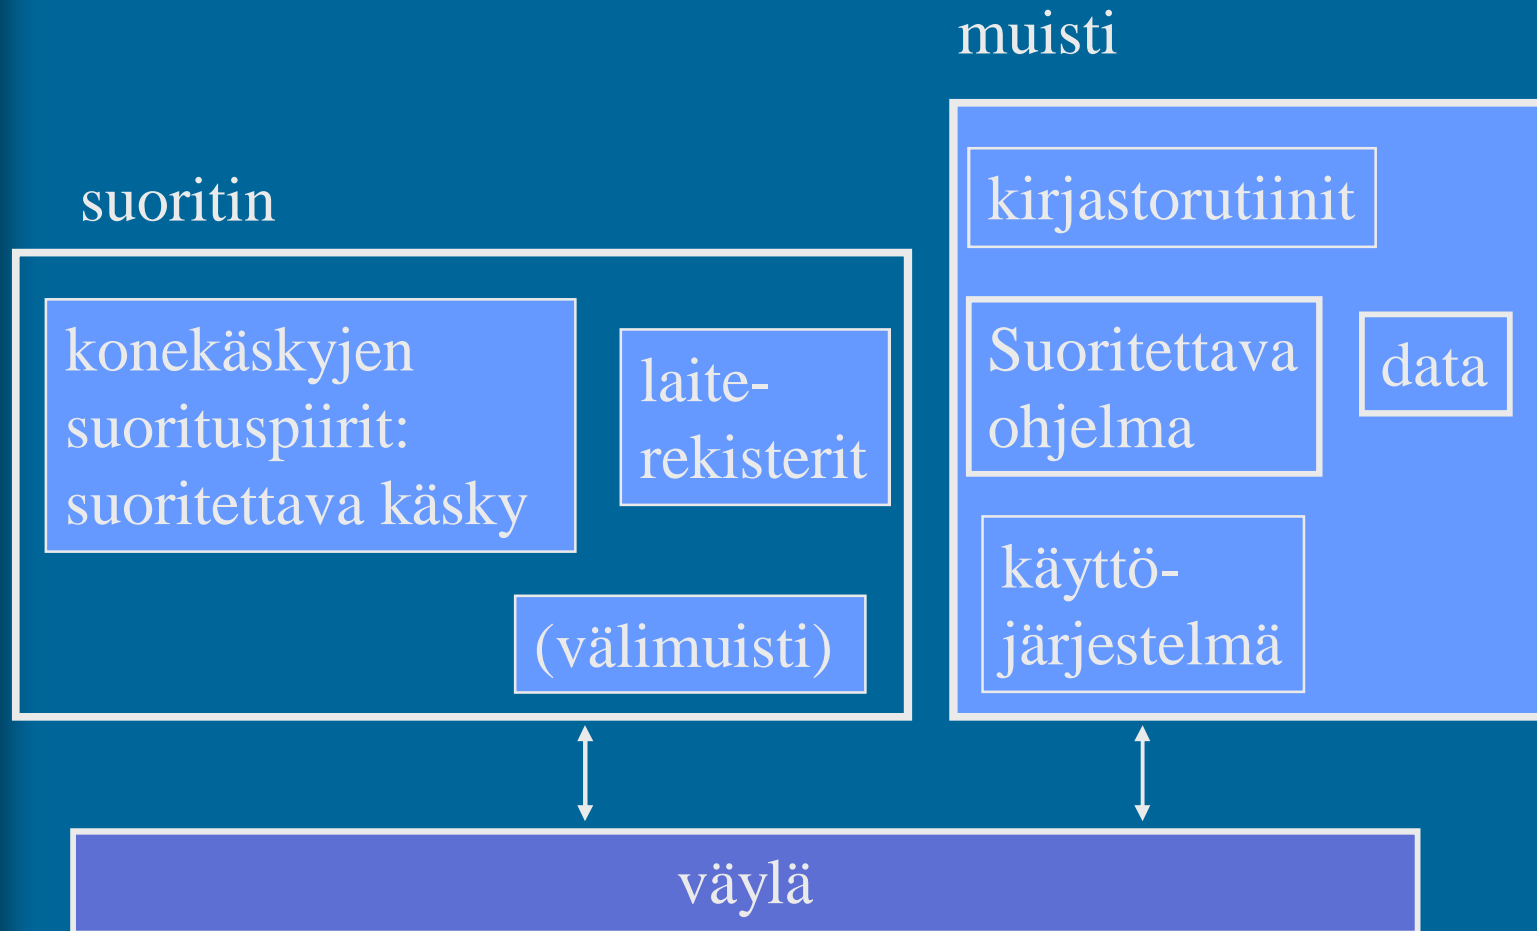 muisti
suoritin
kirjastorutiinit
konekäskyjen
suorituspiirit:
suoritettava käsky
laite-
rekisterit
(välimuisti)
Suoritettava
ohjelma
data
käyttö-
järjestelmä
väylä